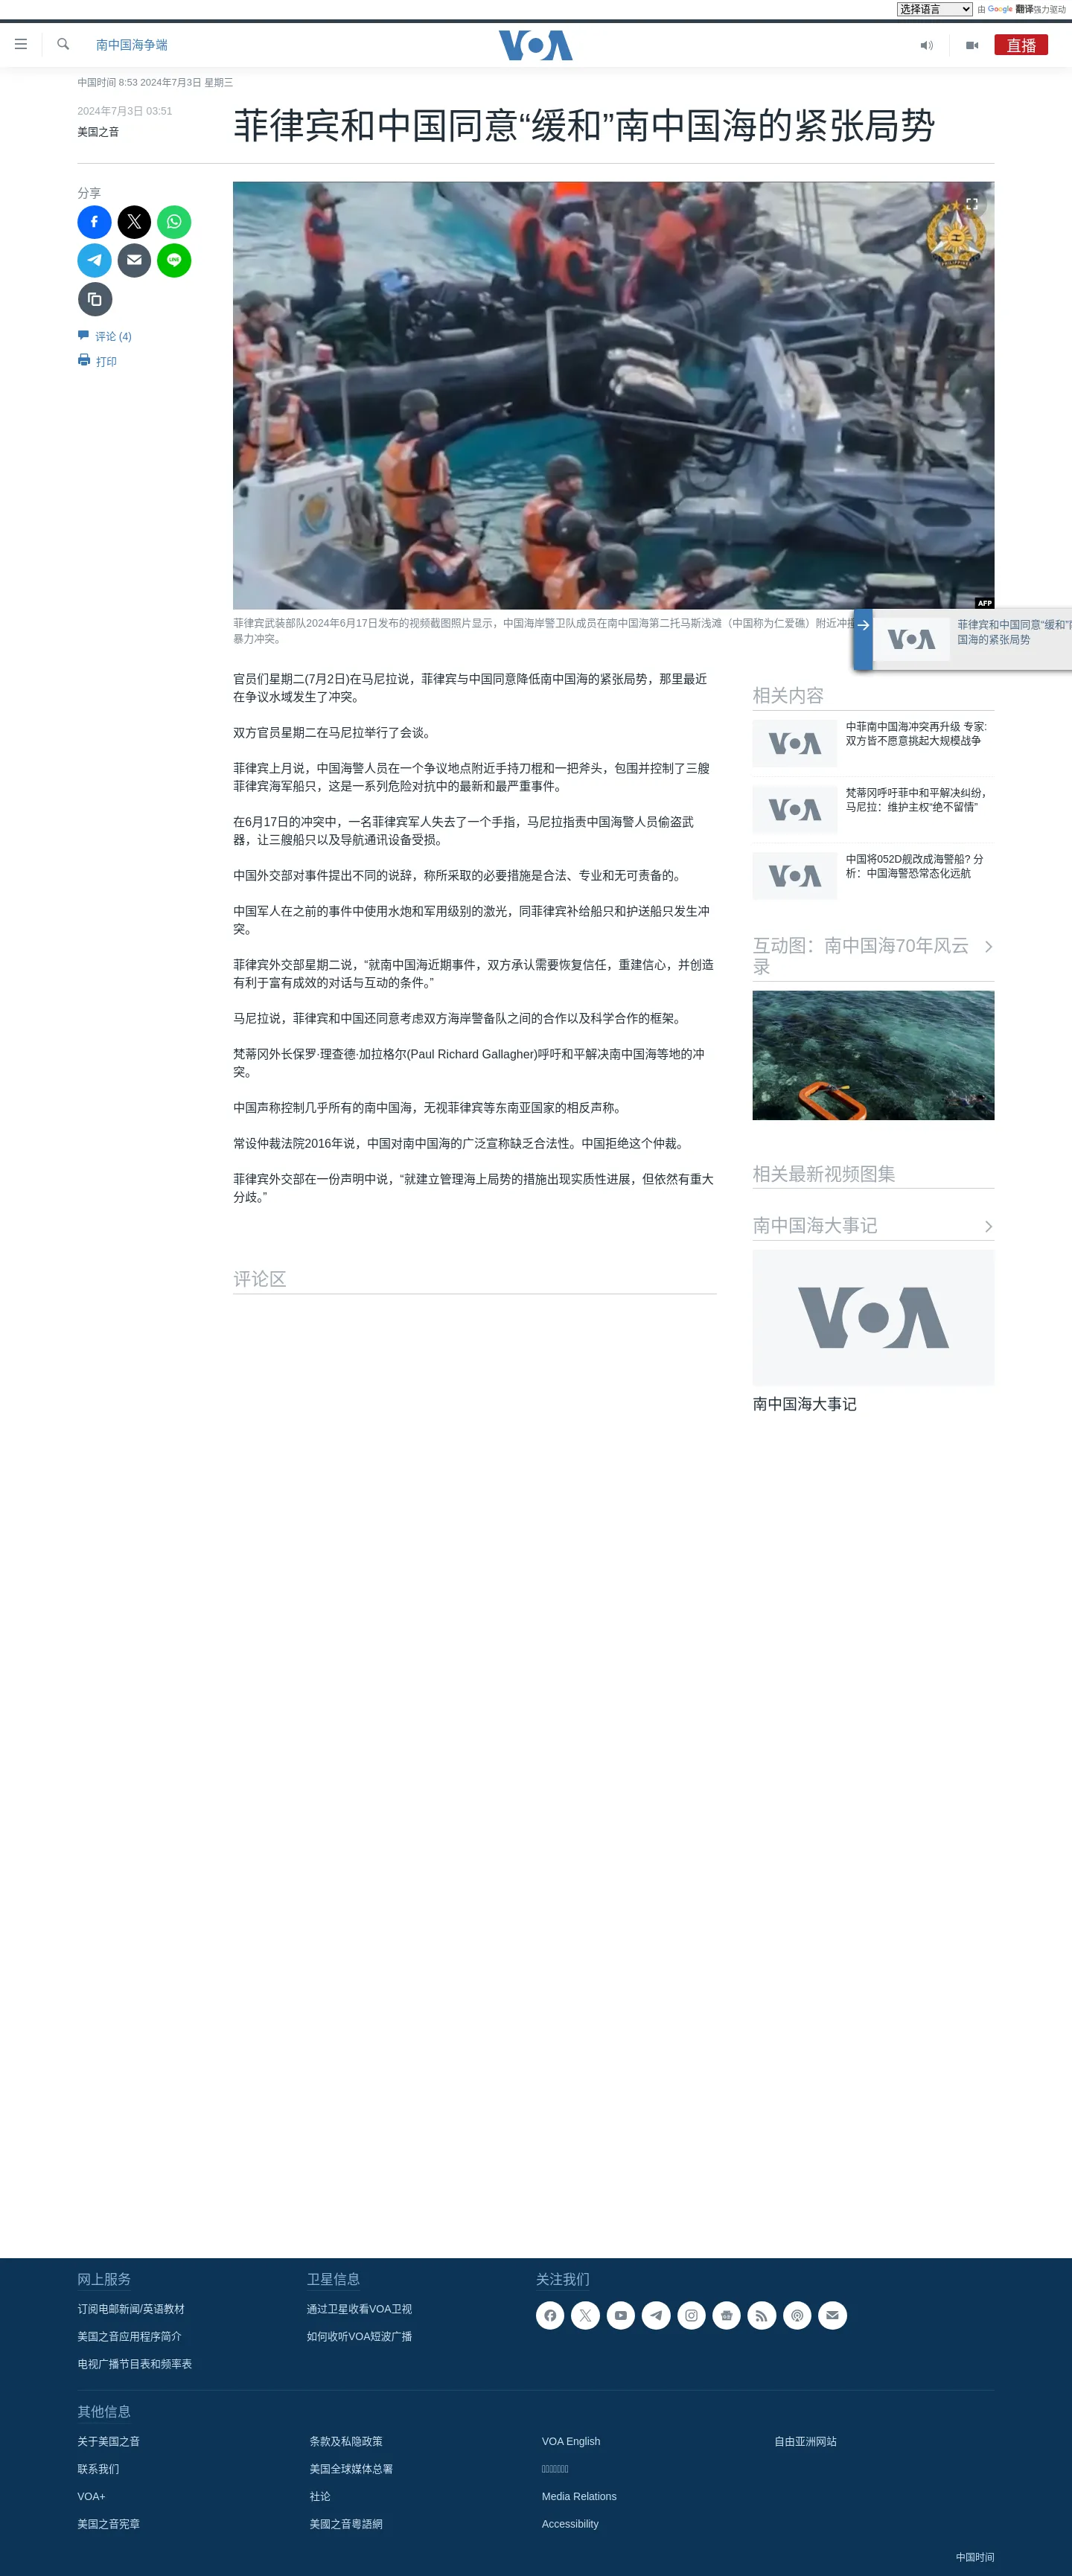 选择语言 由 Google 翻译强力驱动
南中国海争端
VOA
直播
中国时间 8:53 2024年7月3日 星期三
2024年7月3日 03:51
美国之音
菲律宾和中国同意“缓和”南中国海的紧张局势
分享
评论 (4)
打印
PHILIPPINES
AFP
菲律宾武装部队2024年6月17日发布的视频截图照片显示，中国海岸警卫队成员在南中国海第二托马斯浅滩（中国称为仁爱礁）附近冲撞
暴力冲突。
菲律宾和中国同意“缓和”南
国海的紧张局势
官员们星期二(7月2日)在马尼拉说，菲律宾与中国同意降低南中国海的紧张局势，那里最近
在争议水域发生了冲突。
双方官员星期二在马尼拉举行了会谈。
菲律宾上月说，中国海警人员在一个争议地点附近手持刀棍和一把斧头，包围并控制了三艘
菲律宾海军船只，这是一系列危险对抗中的最新和最严重事件。
在6月17日的冲突中，一名菲律宾军人失去了一个手指，马尼拉指责中国海警人员偷盗武
器，让三艘船只以及导航通讯设备受损。
中国外交部对事件提出不同的说辞，称所采取的必要措施是合法、专业和无可责备的。
中国军人在之前的事件中使用水炮和军用级别的激光，同菲律宾补给船只和护送船只发生冲
突。
菲律宾外交部星期二说，“就南中国海近期事件，双方承认需要恢复信任，重建信心，并创造
有利于富有成效的对话与互动的条件。”
马尼拉说，菲律宾和中国还同意考虑双方海岸警备队之间的合作以及科学合作的框架。
梵蒂冈外长保罗·理查德·加拉格尔(Paul Richard Gallagher)呼吁和平解决南中国海等地的冲
突。
中国声称控制几乎所有的南中国海，无视菲律宾等东南亚国家的相反声称。
常设仲裁法院2016年说，中国对南中国海的广泛宣称缺乏合法性。中国拒绝这个仲裁。
菲律宾外交部在一份声明中说，“就建立管理海上局势的措施出现实质性进展，但依然有重大
分歧。”
评论区
相关内容
VOA
中菲南中国海冲突再升级 专家:
双方皆不愿意挑起大规模战争
VOA
梵蒂冈呼吁菲中和平解决纠纷，
马尼拉：维护主权“绝不留情”
VOA
中国将052D舰改成海警船? 分
析：中国海警恐常态化远航
互动图：南中国海70年风云
录
相关最新视频图集
南中国海大事记
VOA
南中国海大事记
网上服务
订阅电邮新闻/英语教材
美国之音应用程序简介
电视广播节目表和频率表
卫星信息
通过卫星收看VOA卫视
如何收听VOA短波广播
关注我们
其他信息
关于美国之音
联系我们
VOA+
美国之音宪章
条款及私隐政策
美国全球媒体总署
社论
美國之音粵語網
VOA English
Media Relations
Accessibility
自由亚洲网站
中国时间